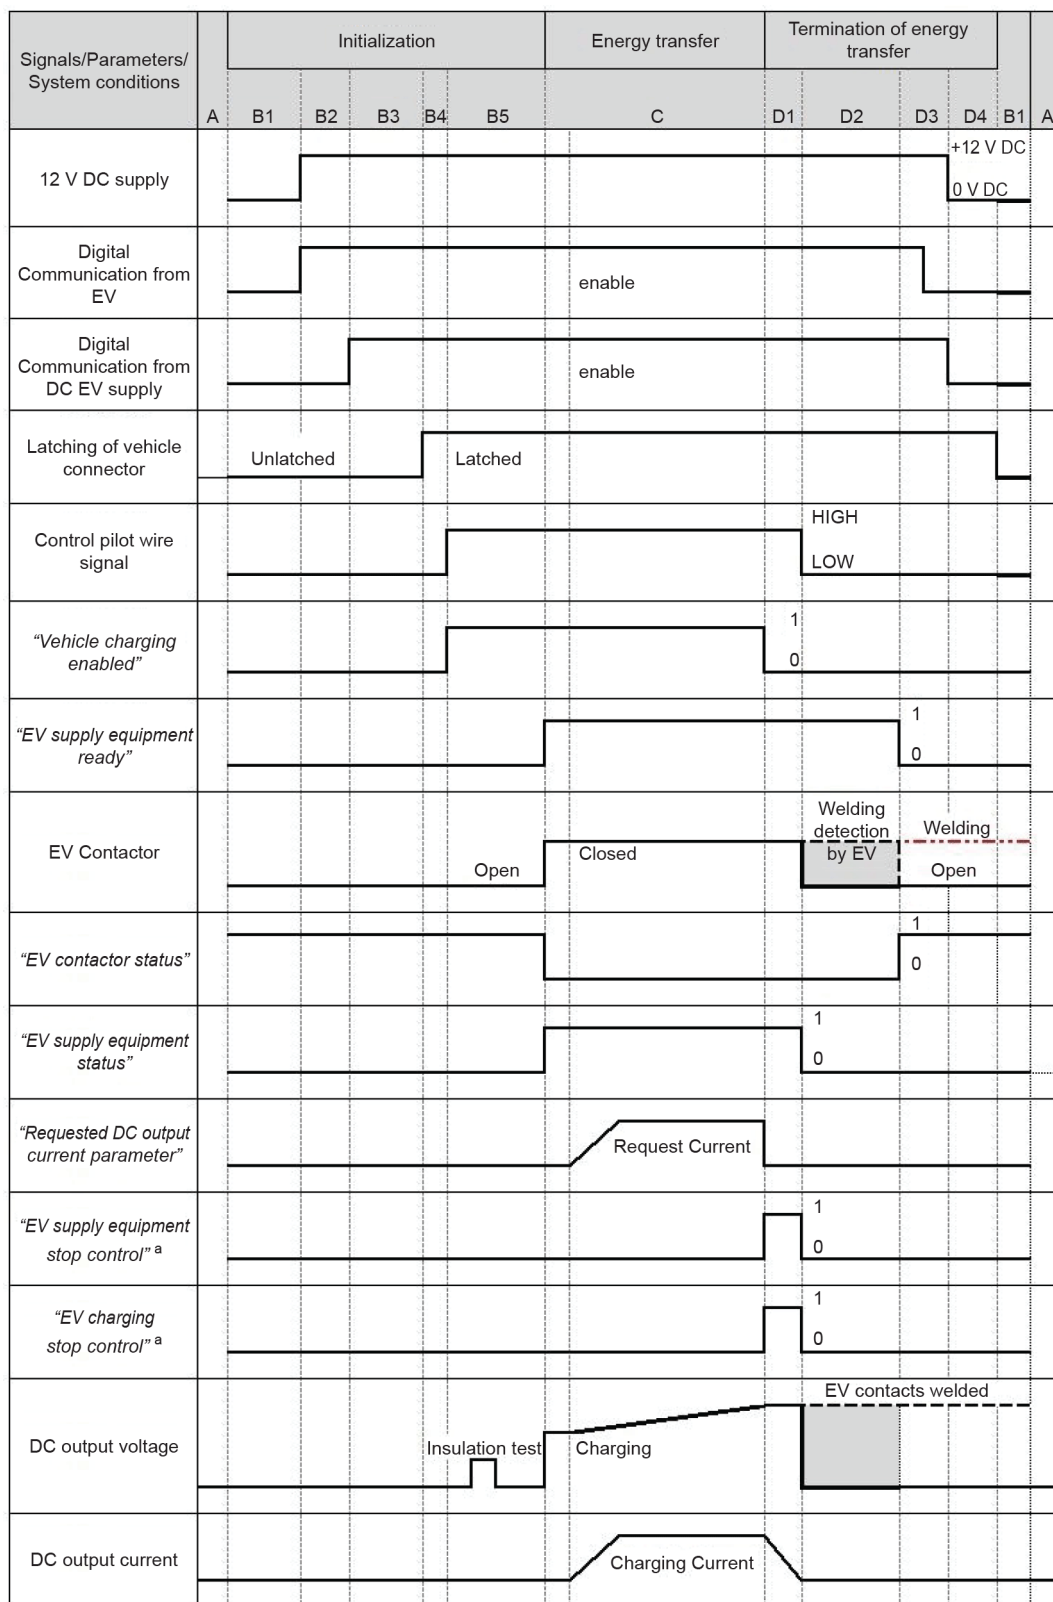 Signals/Parameters/
System conditions
Initialization
Energy transfer
Termination of energy
transfer
A
B1
B2
B3
B4
B5
C
D1
D2
D3
D4
B1
A
12 V DC supply
+12 V DC
0 V DC
Digital
Communication from
EV
enable
Digital
Communication from
DC EV supply
enable
Latching of vehicle
connector
Unlatched
Latched
Control pilot wire
signal
HIGH
LOW
“Vehicle charging
enabled”
1
0
“EV supply equipment
ready”
1
0
EV Contactor
Open
Closed
Welding
detection
by EV
Welding
Open
“EV contactor status”
1
0
“EV supply equipment
status”
1
0
“Requested DC output
current parameter”
Request Current
“EV supply equipment
stop control” a
1
0
“EV charging
stop control” a
1
0
DC output voltage
Insulation test
Charging
EV contacts welded
DC output current
Charging Current